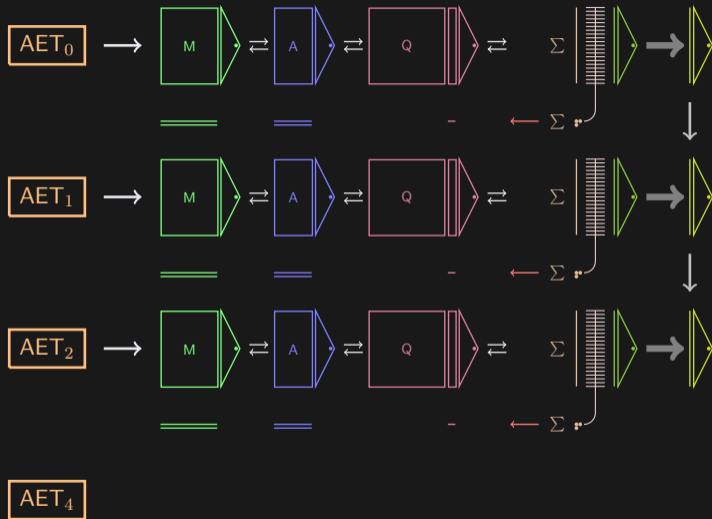 AET₀ M A Q ∑
∑
AET₁ M A Q ∑
∑
AET₂ M A Q ∑
∑
AET₄